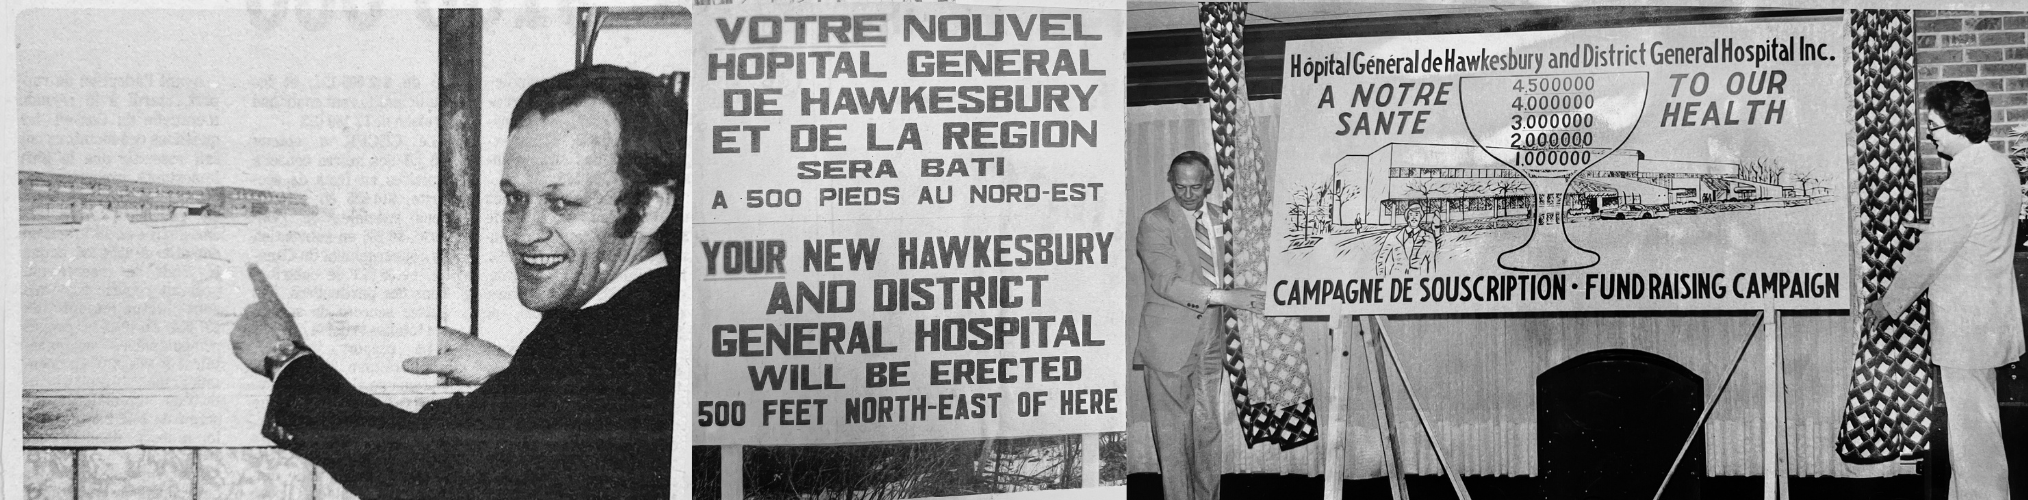 VOTRE NOUVEL
HOPITAL GENERAL
DE HAWKESBURY
ET DE LA REGION
SERA BATI
A 500 PIEDS AU NORD-EST
YOUR NEW HAWKESBURY
AND DISTRICT
GENERAL HOSPITAL
WILL BE ERECTED
500 FEET NORTH-EAST OF HERE
Hôpital Général de Hawkesbury and District General Hospital Inc.
A NOTRE
SANTE
4,500000
4.000000
3.000000
2.000000
1.000000
TO OUR
HEALTH
CAMPAGNE DE SOUSCRIPTION · FUND RAISING CAMPAIGN